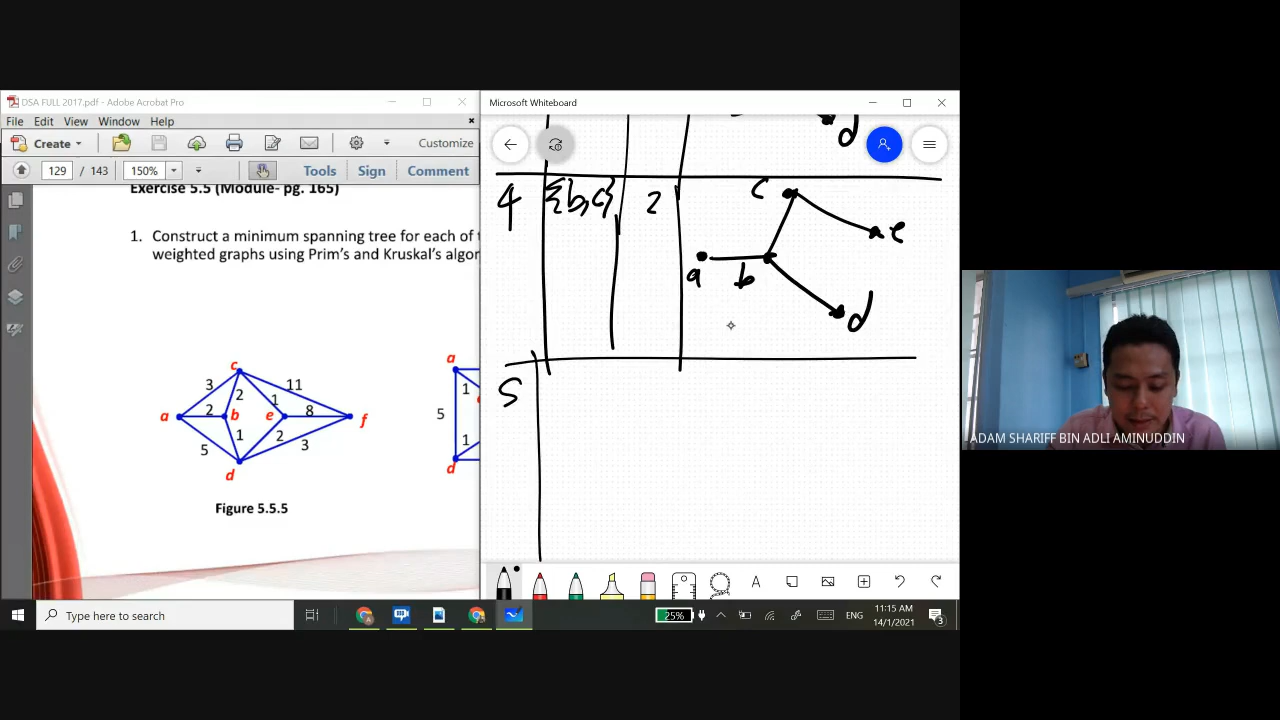 DSA FULL 2017.pdf - Adobe Acrobat Pro
File Edit View Window Help
Create
Customize
129 / 143 150% Tools Sign Comment
Exercise 5.5 (Module- pg. 165)
1. Construct a minimum spanning tree for each of t
weighted graphs using Prim's and Kruskal's algor
c
3 2 1 11
a 2 b e 8 f
5 1 2 3
d
Figure 5.5.5
a
1
5
1
d
Microsoft Whiteboard
d
4 {b,c} 2 c
e
a b
d
5
ADAM SHARIFF BIN ADLI AMINUDDIN
Type here to search
25%
ENG
11:15 AM
14/1/2021
3